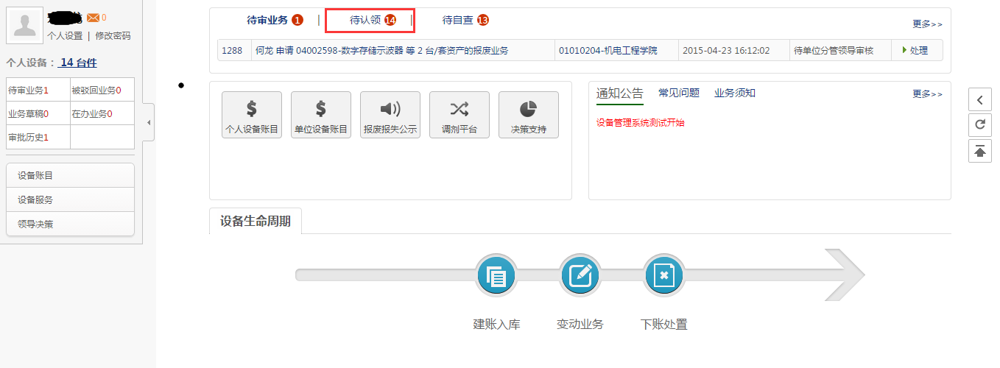 0
个人设置 | 修改密码
个人设备： 14 台件
待审业务1 被驳回业务0
业务草稿0 在办业务0
审批历史1
设备账目
设备服务
领导决策
待审业务 1 | 待认领 14 | 待自查 13 更多>>
1288 何龙 申请 04002598-数字存储示波器 等 2 台/套资产的报废业务 01010204-机电工程学院 2015-04-23 16:12:02 待单位分管领导审核 处理
个人设备账目 单位设备账目 报废报失公示 调剂平台 决策支持
通知公告 常见问题 业务须知 更多>>
设备管理系统测试开始
设备生命周期
建账入库 变动业务 下账处置